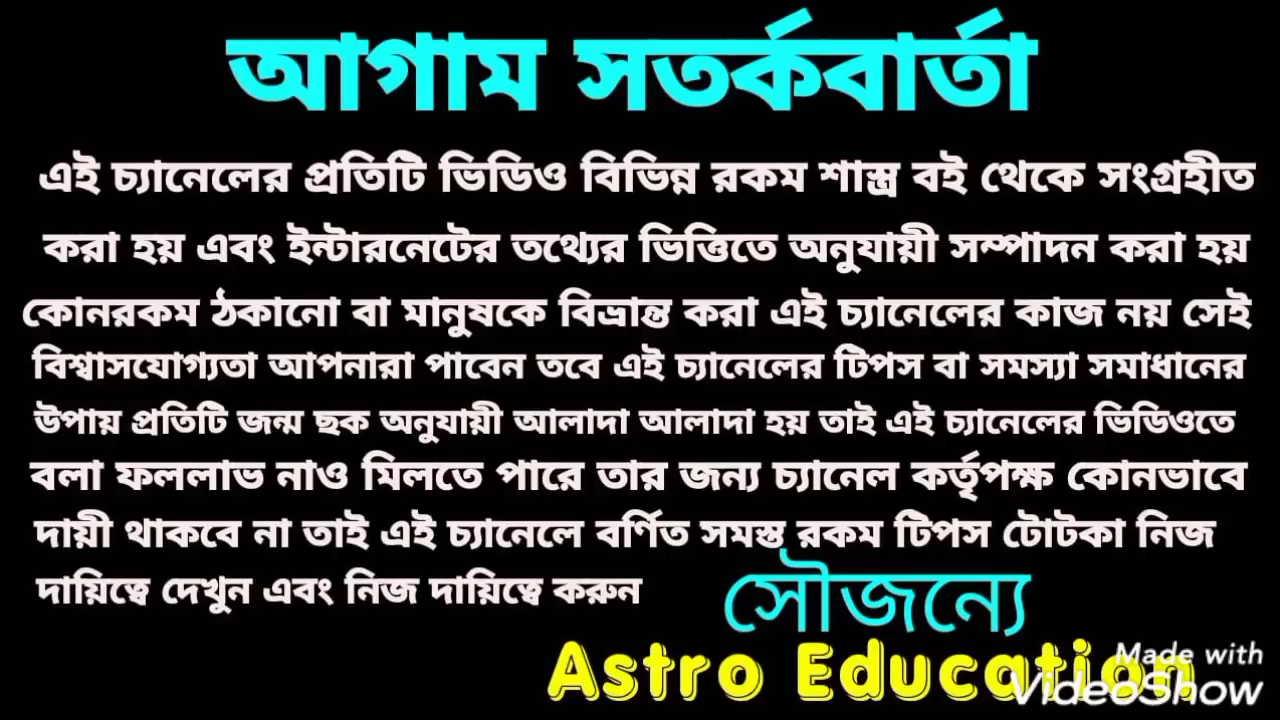 আগাম সতর্কবার্তা
এই চ্যানেলের প্রতিটি ভিডিও বিভিন্ন রকম শাস্ত্র বই থেকে সংগ্রহীত
করা হয় এবং ইন্টারনেটের তথ্যের ভিত্তিতে অনুযায়ী সম্পাদন করা হয়
কোনরকম ঠকানো বা মানুষকে বিভ্রান্ত করা এই চ্যানেলের কাজ নয় সেই
বিশ্বাসযোগ্যতা আপনারা পাবেন তবে এই চ্যানেলের টিপস বা সমস্যা সমাধানের
উপায় প্রতিটি জন্ম ছক অনুযায়ী আলাদা আলাদা হয় তাই এই চ্যানেলের ভিডিওতে
বলা ফললাভ নাও মিলতে পারে তার জন্য চ্যানেল কর্তৃপক্ষ কোনভাবে
দায়ী থাকবে না তাই এই চ্যানেলে বর্ণিত সমস্ত রকম টিপস টোটকা নিজ
দায়িত্বে দেখুন এবং নিজ দায়িত্বে করুন
সৌজন্যে
Astro Education
Made with
VideoShow